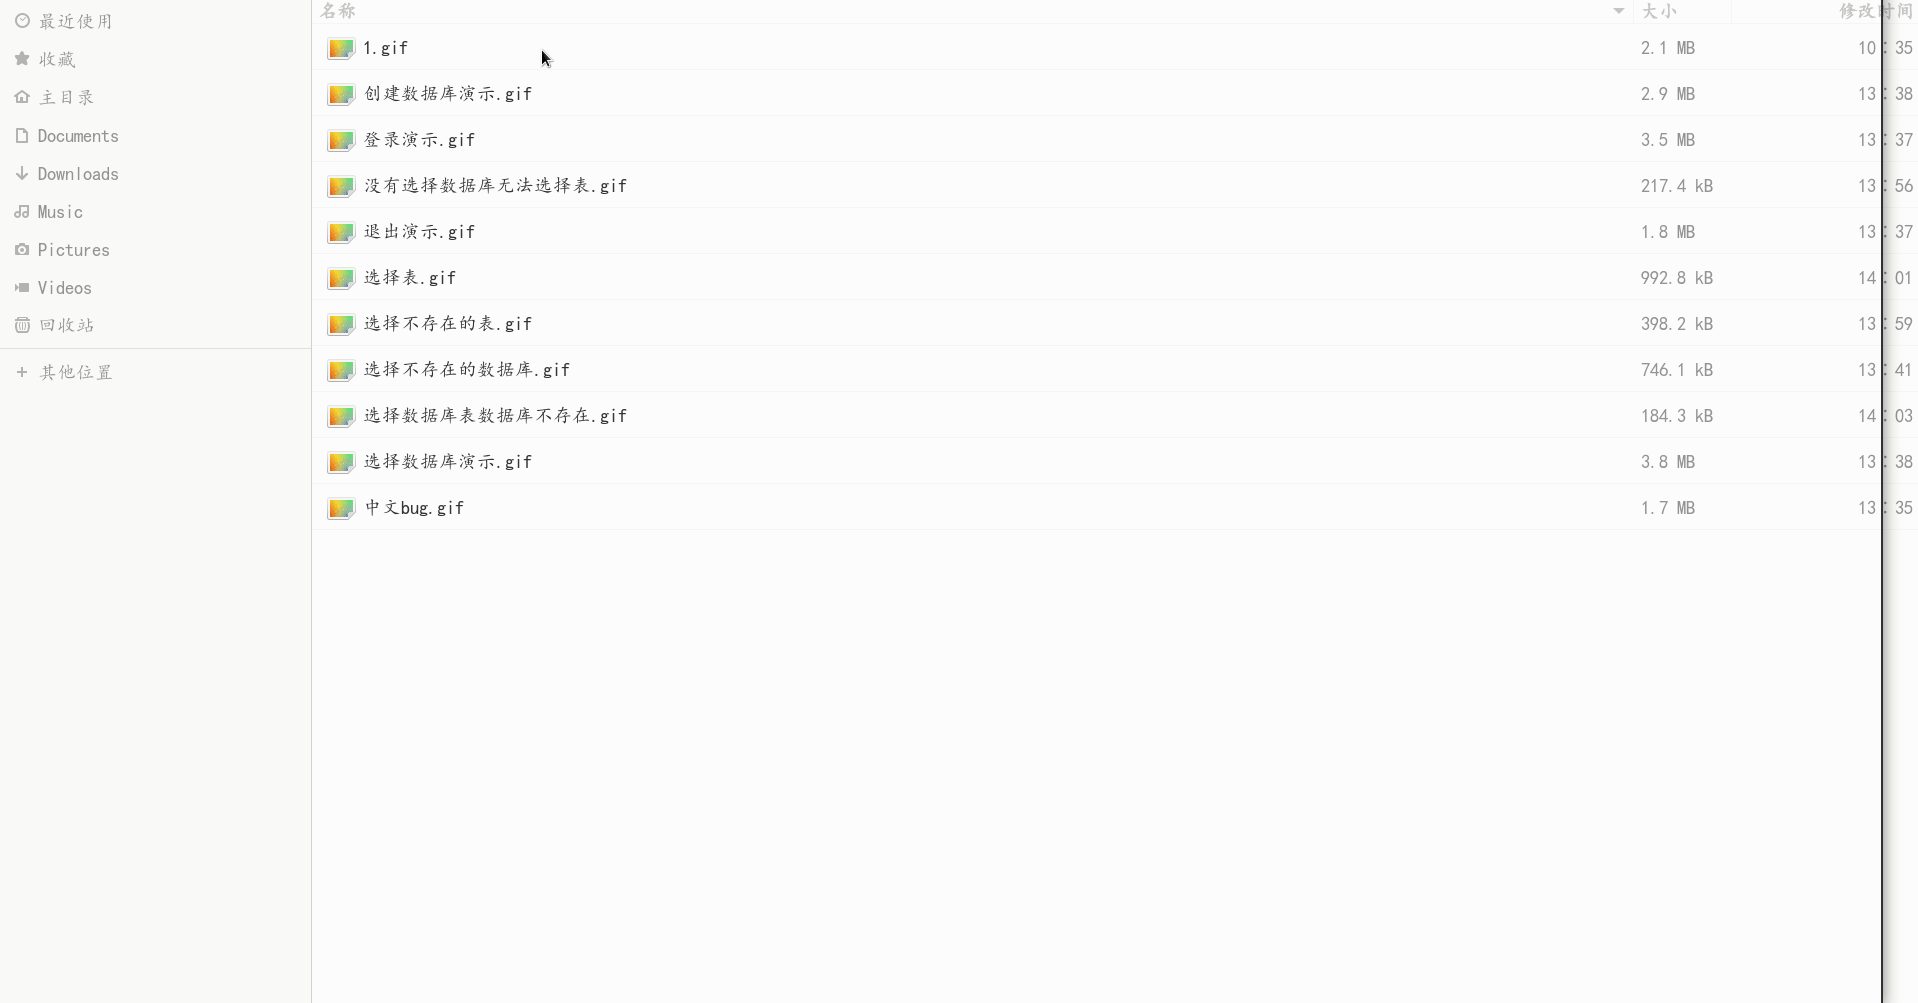 最近使用
收藏
主目录
Documents
Downloads
Music
Pictures
Videos
回收站
其他位置
名称 大小 修改时间
1.gif 2.1 MB 10:35
创建数据库演示.gif 2.9 MB 13:38
登录演示.gif 3.5 MB 13:37
没有选择数据库无法选择表.gif 217.4 kB 13:56
退出演示.gif 1.8 MB 13:37
选择表.gif 992.8 kB 14:01
选择不存在的表.gif 398.2 kB 13:59
选择不存在的数据库.gif 746.1 kB 13:41
选择数据库表数据库不存在.gif 184.3 kB 14:03
选择数据库演示.gif 3.8 MB 13:38
中文bug.gif 1.7 MB 13:35